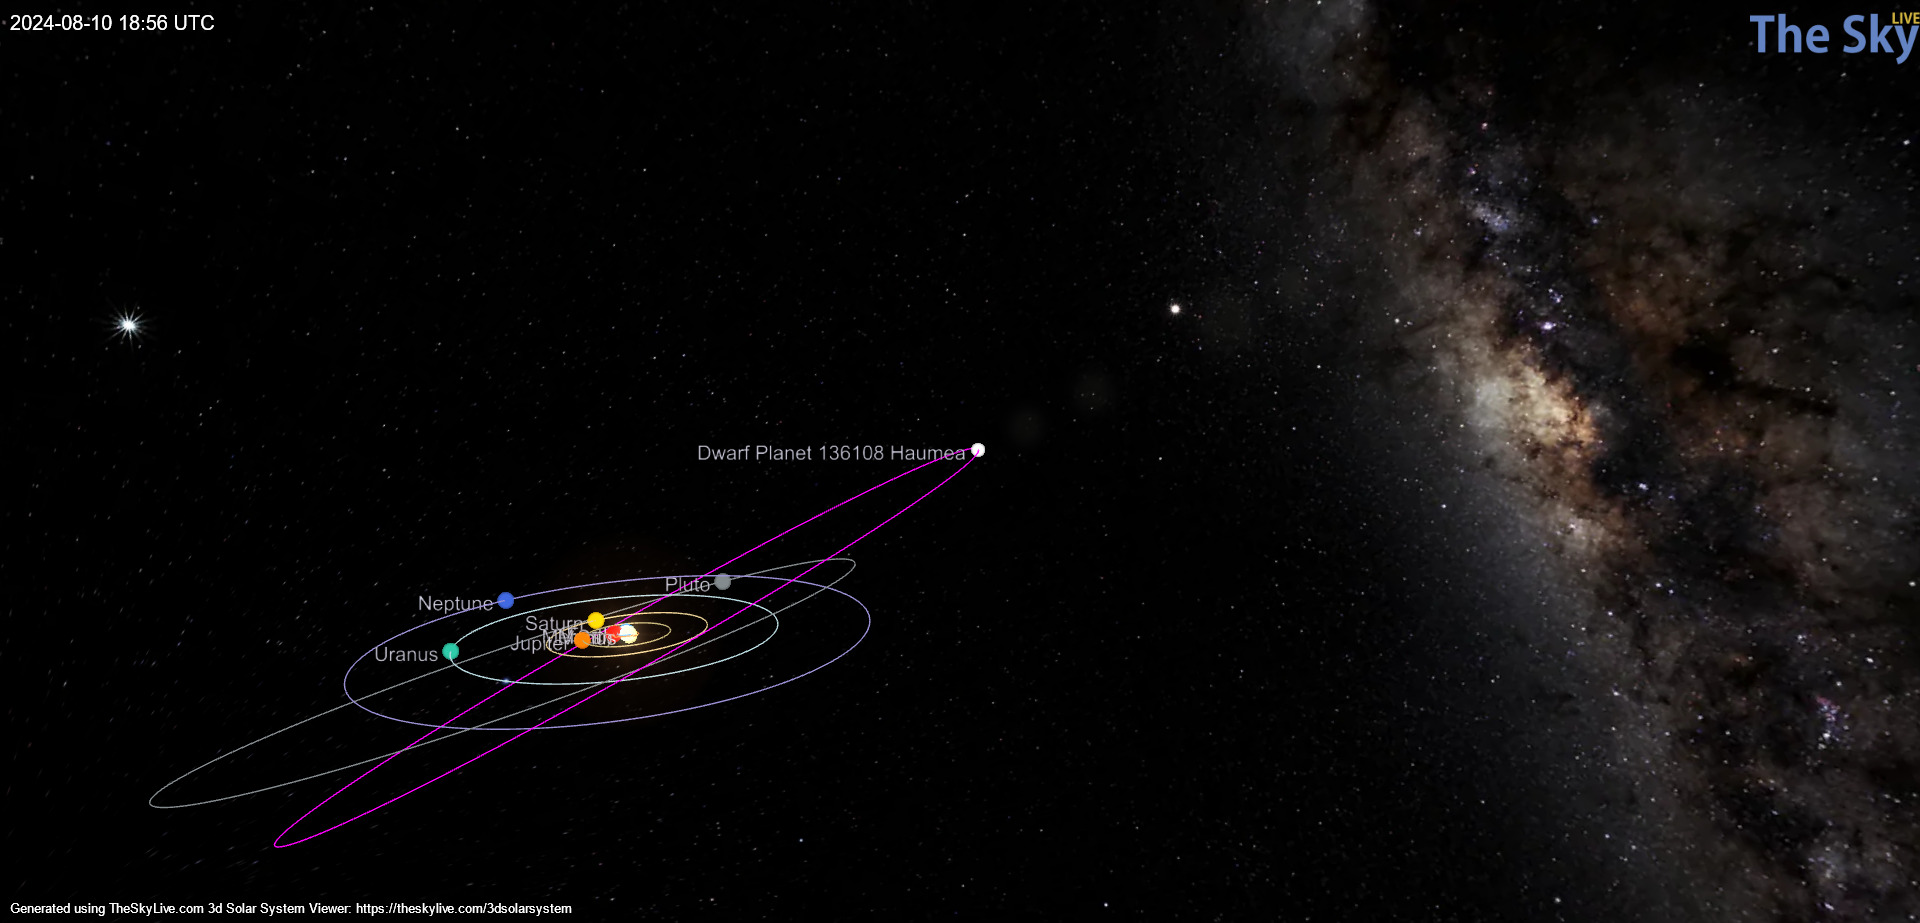 2024-08-10 18:56 UTC
LIVE
The Sky
Dwarf Planet 136108 Haumea
Pluto
Neptune
Saturn
Jupiter
Uranus
Generated using TheSkyLive.com 3d Solar System Viewer: https://theskylive.com/3dsolarsystem